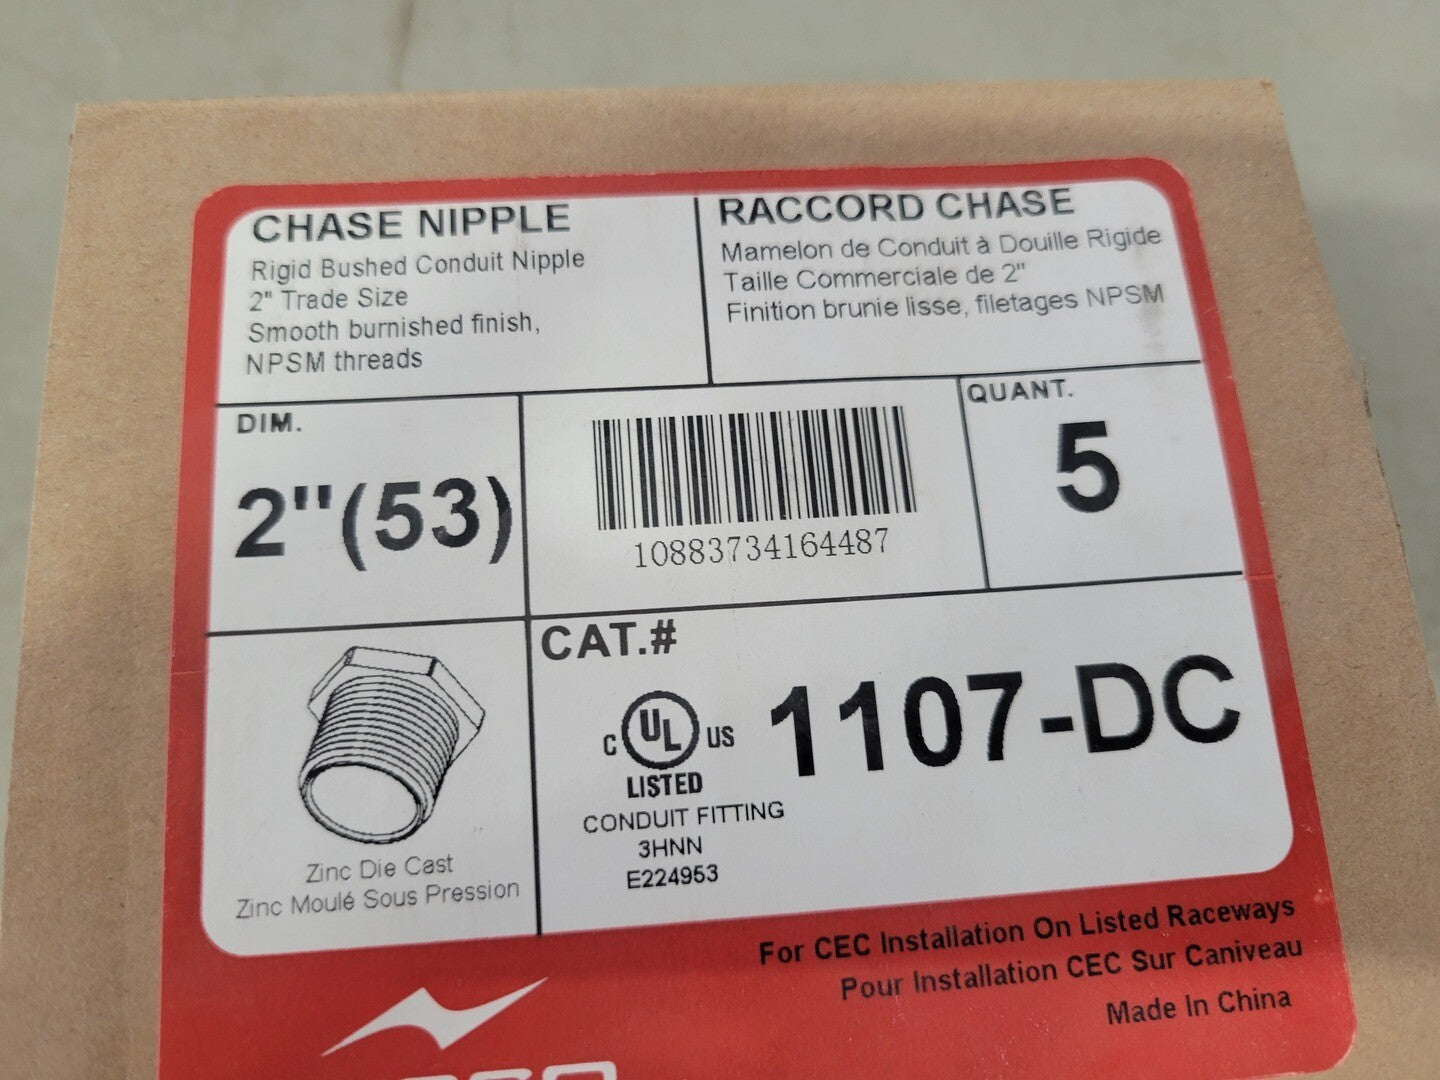 CHASE NIPPLE
Rigid Bushed Conduit Nipple
2" Trade Size
Smooth burnished finish,
NPSM threads
RACCORD CHASE
Mamelon de Conduit à Douille Rigide
Taille Commerciale de 2"
Finition brunie lisse, filetages NPSM
DIM.
2"(53)
10883734164487
QUANT.
5
Zinc Die Cast
Zinc Moulé Sous Pression
CAT.#
C UL US
LISTED
CONDUIT FITTING
3HNN
E224953
1107-DC
For CEC Installation On Listed Raceways
Pour Installation CEC Sur Caniveau
Made In China